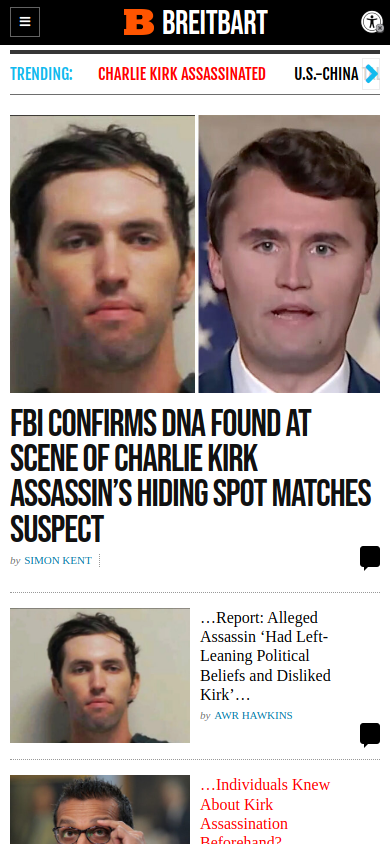 BREITBART
TRENDING: CHARLIE KIRK ASSASSINATED U.S.–CHINA
FBI CONFIRMS DNA FOUND AT
SCENE OF CHARLIE KIRK
ASSASSIN’S HIDING SPOT MATCHES
SUSPECT
by SIMON KENT
…Report: Alleged
Assassin ‘Had Left-
Leaning Political
Beliefs and Disliked
Kirk’…
by AWR HAWKINS
…Individuals Knew
About Kirk
Assassination
Beforehand?